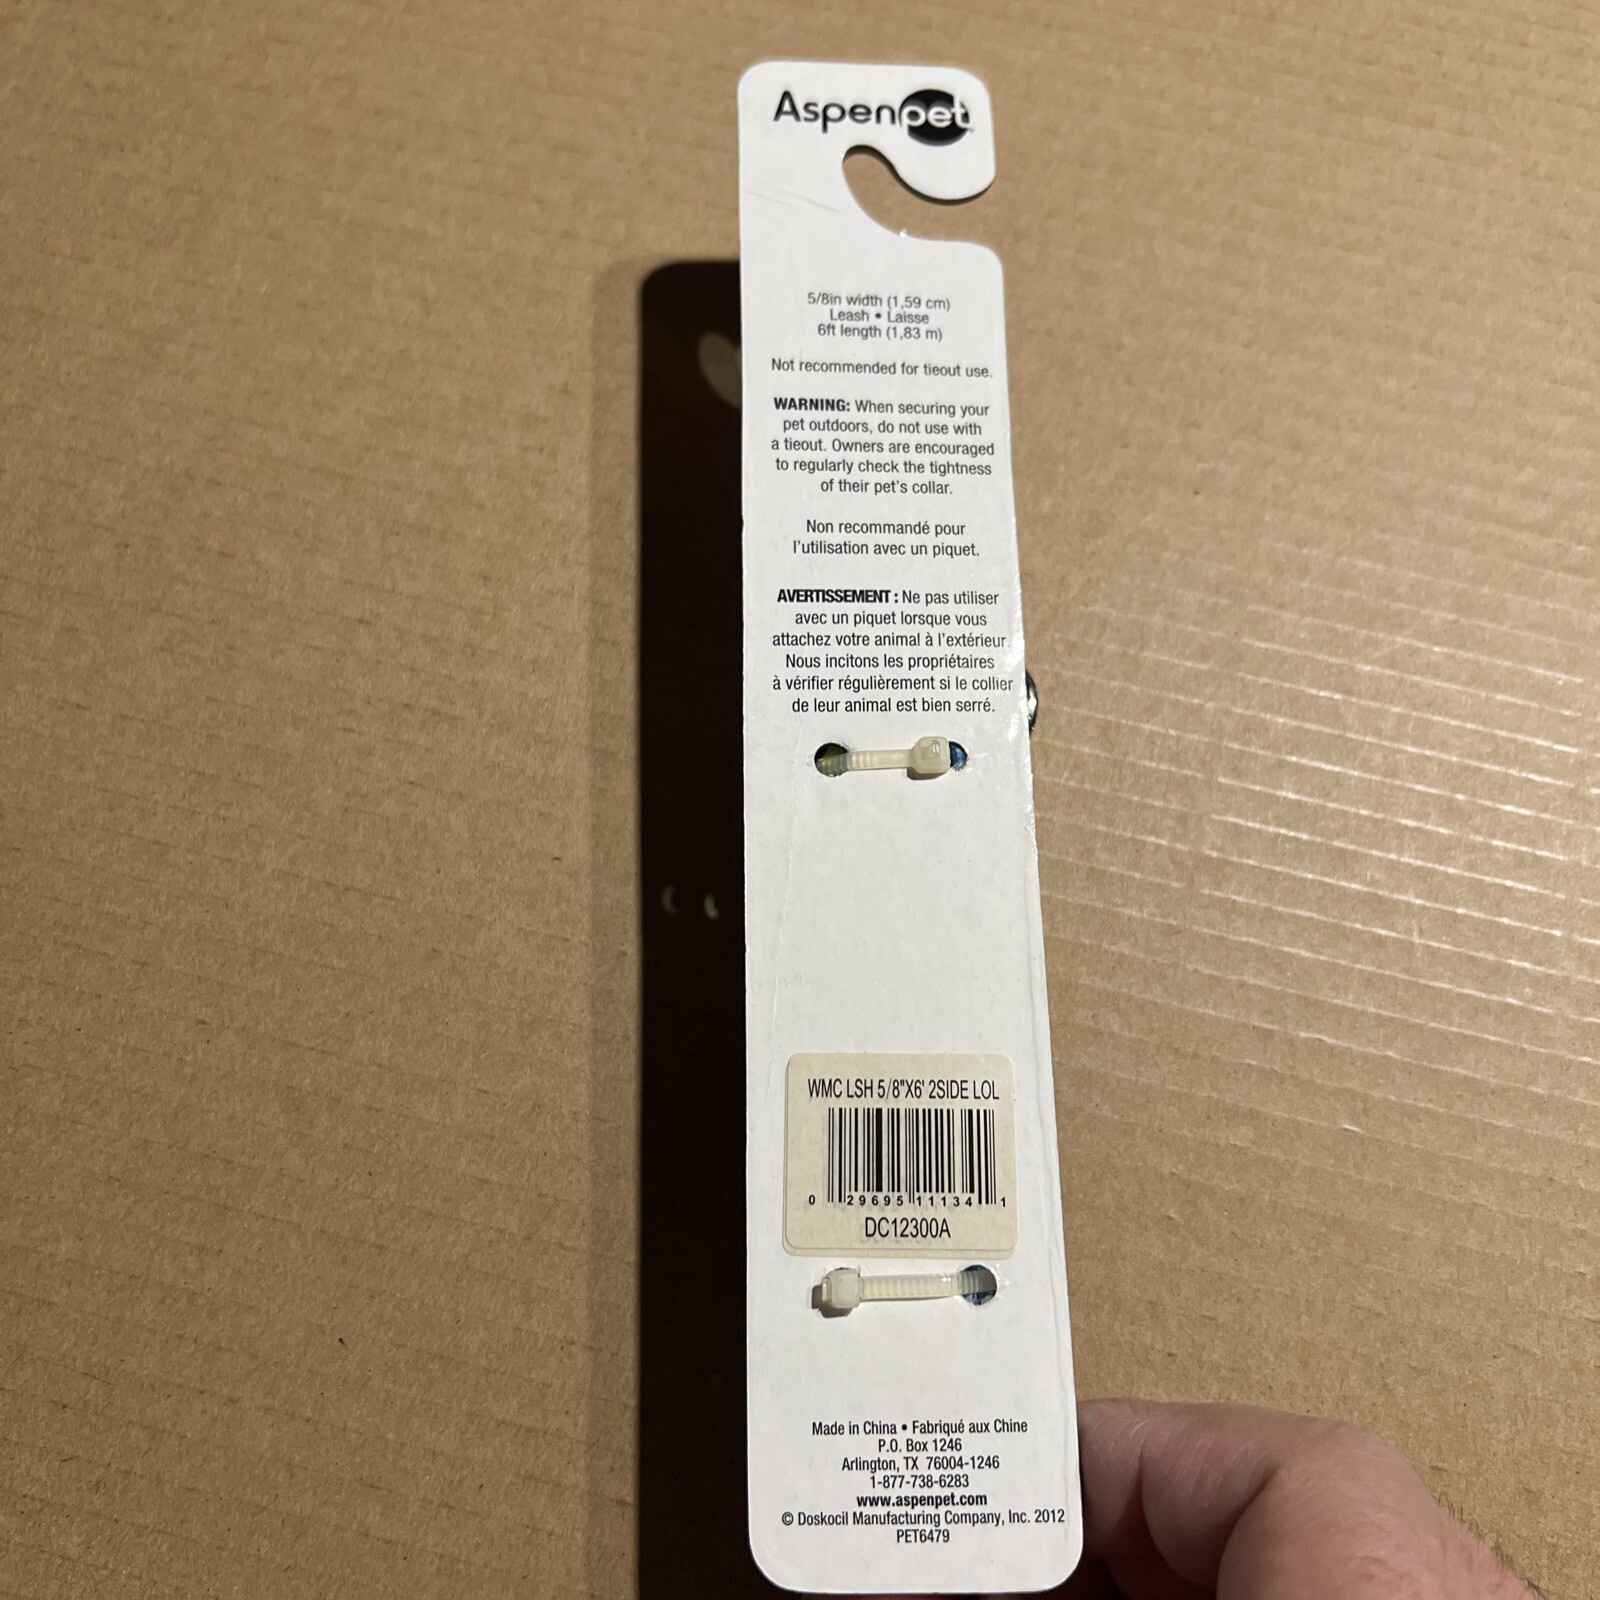 Aspenpet
5/8in width (1,59 cm)
Leash • Laisse
6ft length (1,83 m)
Not recommended for tieout use.
WARNING: When securing your
pet outdoors, do not use with
a tieout. Owners are encouraged
to regularly check the tightness
of their pet's collar.
Non recommandé pour
l'utilisation avec un piquet.
AVERTISSEMENT : Ne pas utiliser
avec un piquet lorsque vous
attachez votre animal à l'extérieur.
Nous incitons les propriétaires
à vérifier régulièrement si le collier
de leur animal est bien serré.
WMC LSH 5/8"X6' 2SIDE LOL
0 29695 11134 1
DC12300A
Made in China • Fabriqué aux Chine
P.O. Box 1246
Arlington, TX 76004-1246
1-877-738-6283
www.aspenpet.com
© Doskocil Manufacturing Company, Inc. 2012
PET6479